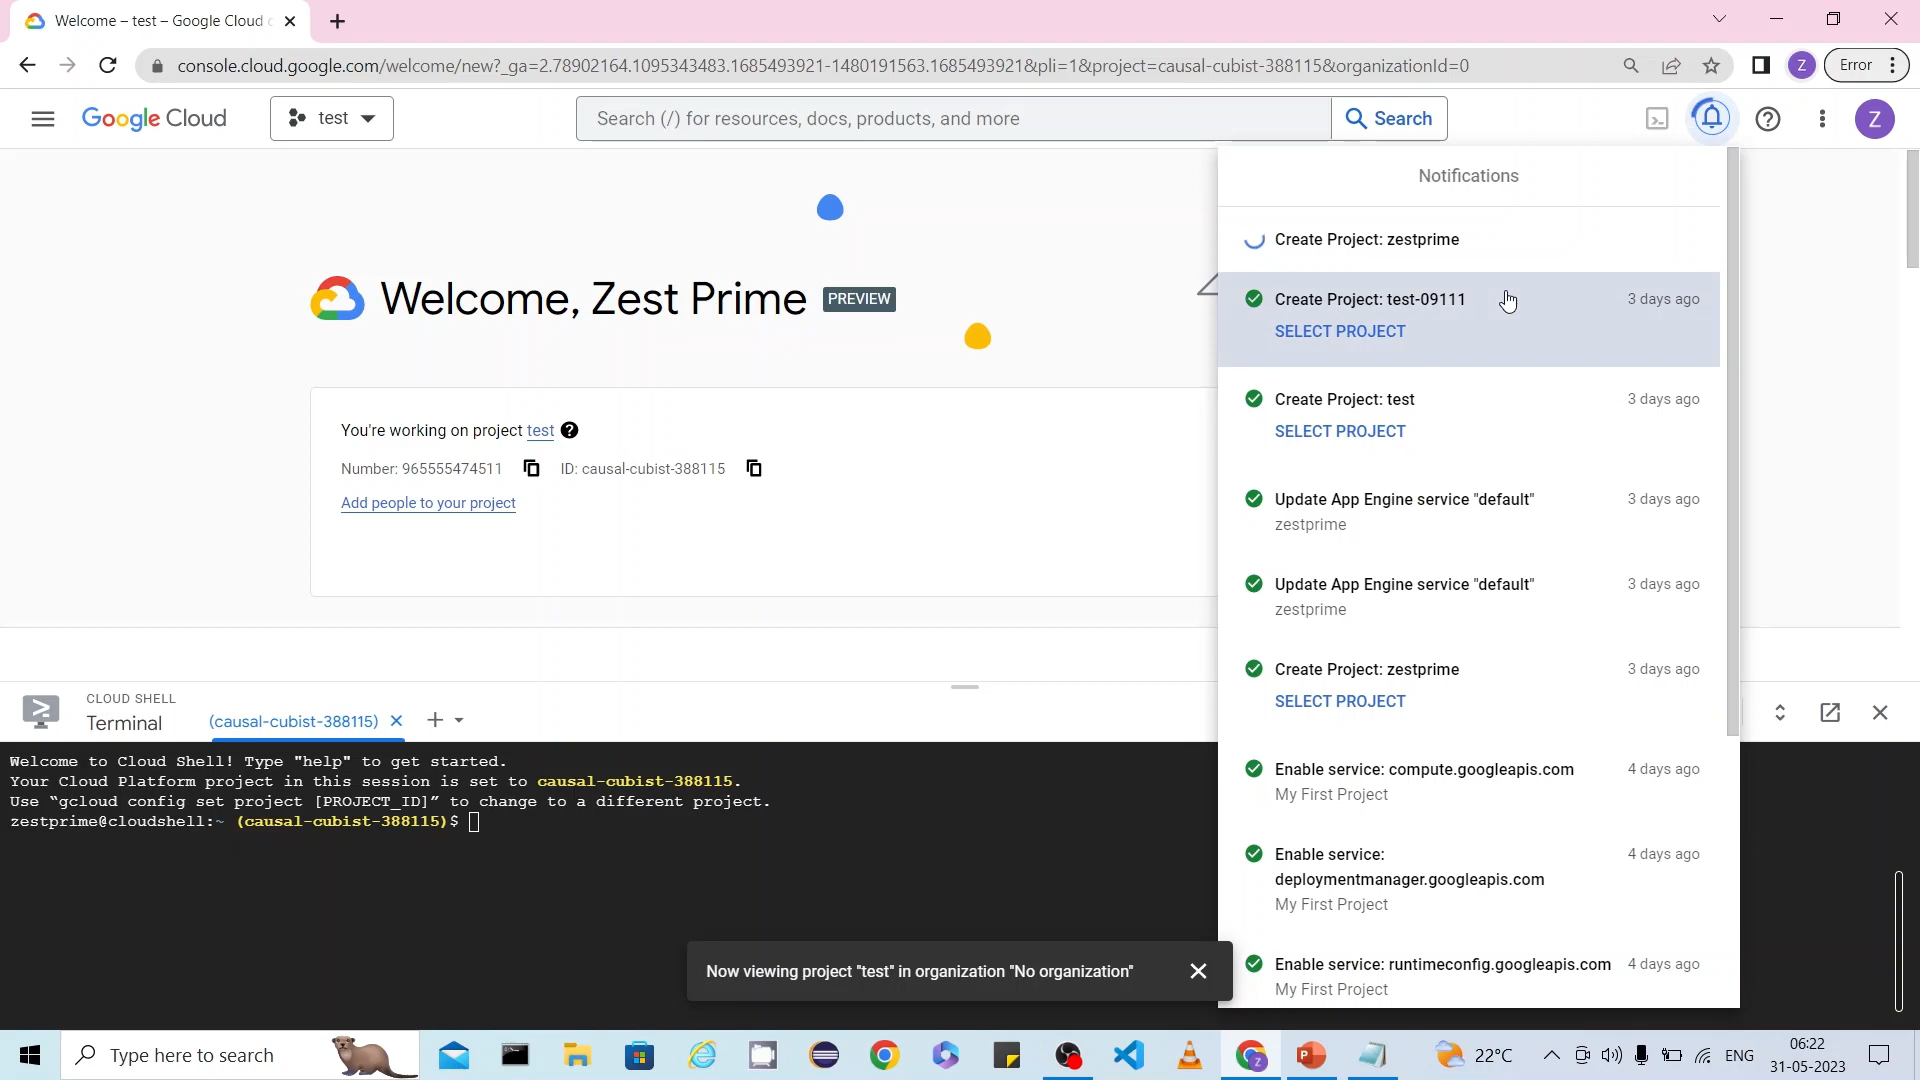 Welcome – test – Google Cloud c
console.cloud.google.com/welcome/new?_ga=2.78902164.1095343483.1685493921-1480191563.1685493921&pli=1&project=causal-cubist-388115&organizationId=0
Z
Error
Google Cloud
test
Search (/) for resources, docs, products, and more
Search
Z
Notifications
Create Project: zestprime
Create Project: test-09111
3 days ago
SELECT PROJECT
Welcome, Zest Prime
PREVIEW
Create Project: test
3 days ago
SELECT PROJECT
You're working on project test
Number: 965555474511
ID: causal-cubist-388115
Add people to your project
Update App Engine service "default"
3 days ago
zestprime
Update App Engine service "default"
3 days ago
zestprime
Create Project: zestprime
3 days ago
SELECT PROJECT
Enable service: compute.googleapis.com
4 days ago
My First Project
Enable service:
4 days ago
deploymentmanager.googleapis.com
My First Project
Enable service: runtimeconfig.googleapis.com
4 days ago
My First Project
CLOUD SHELL
Terminal
(causal-cubist-388115)
Welcome to Cloud Shell! Type "help" to get started.
Your Cloud Platform project in this session is set to causal-cubist-388115.
Use “gcloud config set project [PROJECT_ID]” to change to a different project.
zestprime@cloudshell:~ (causal-cubist-388115)$
Now viewing project "test" in organization "No organization"
Type here to search
22°C
ENG
06:22
31-05-2023